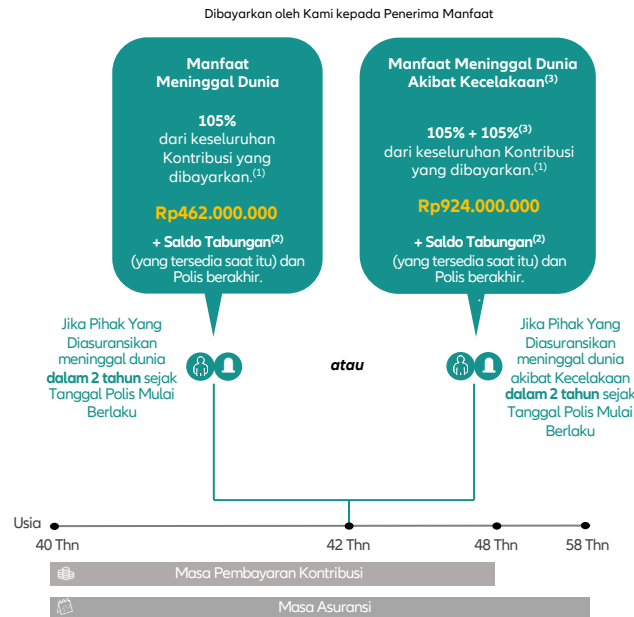 Dibayarkan oleh Kami kepada Penerima Manfaat
Manfaat
Meninggal Dunia
105%
dari keseluruhan
Kontribusi yang
dibayarkan.(1)
Rp462.000.000
+ Saldo Tabungan(2)
(yang tersedia saat itu) dan
Polis berakhir.
Manfaat Meninggal Dunia
Akibat Kecelakaan(3)
105% + 105%(3)
dari keseluruhan Kontribusi
yang dibayarkan.(1)
Rp924.000.000
+ Saldo Tabungan(2)
(yang tersedia saat itu) dan
Polis berakhir.
Jika Pihak Yang
Diasuransikan
meninggal dunia
dalam 2 tahun sejak
Tanggal Polis Mulai
Berlaku
atau
Jika Pihak Yang
Diasuransikan
meninggal dunia
akibat Kecelakaan
dalam 2 tahun sejak
Tanggal Polis Mulai
Berlaku
Usia
40 Thn
42 Thn
48 Thn
58 Thn
Masa Pembayaran Kontribusi
Masa Asuransi